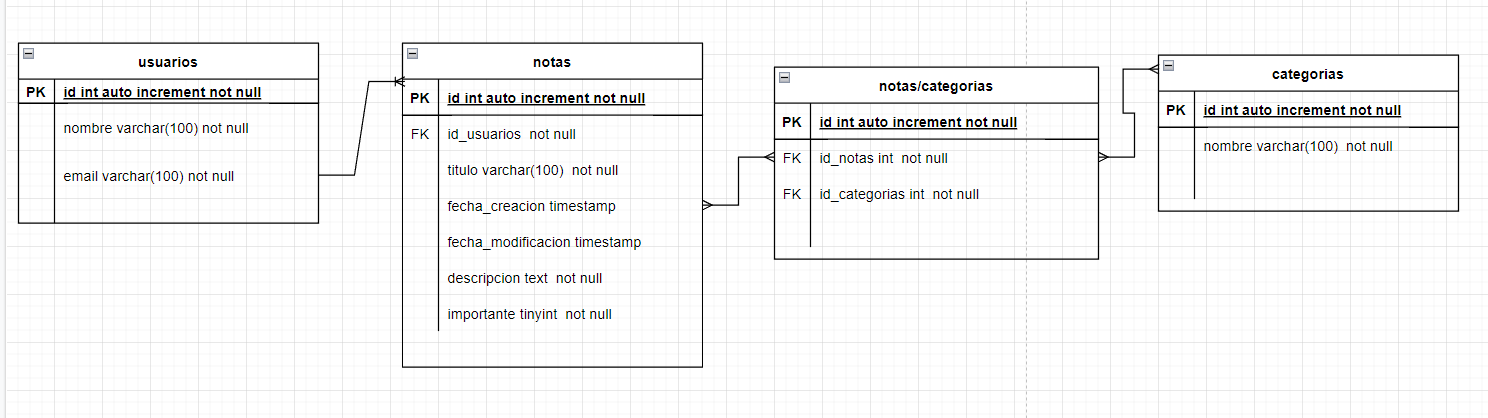 usuarios
PK id int auto increment not null
nombre varchar(100) not null
email varchar(100) not null
notas
PK id int auto increment not null
FK id_usuarios not null
titulo varchar(100) not null
fecha_creacion timestamp
fecha_modificacion timestamp
descripcion text not null
importante tinyint not null
notas/categorias
PK id int auto increment not null
FK id_notas int not null
FK id_categorias int not null
categorias
PK id int auto increment not null
nombre varchar(100) not null